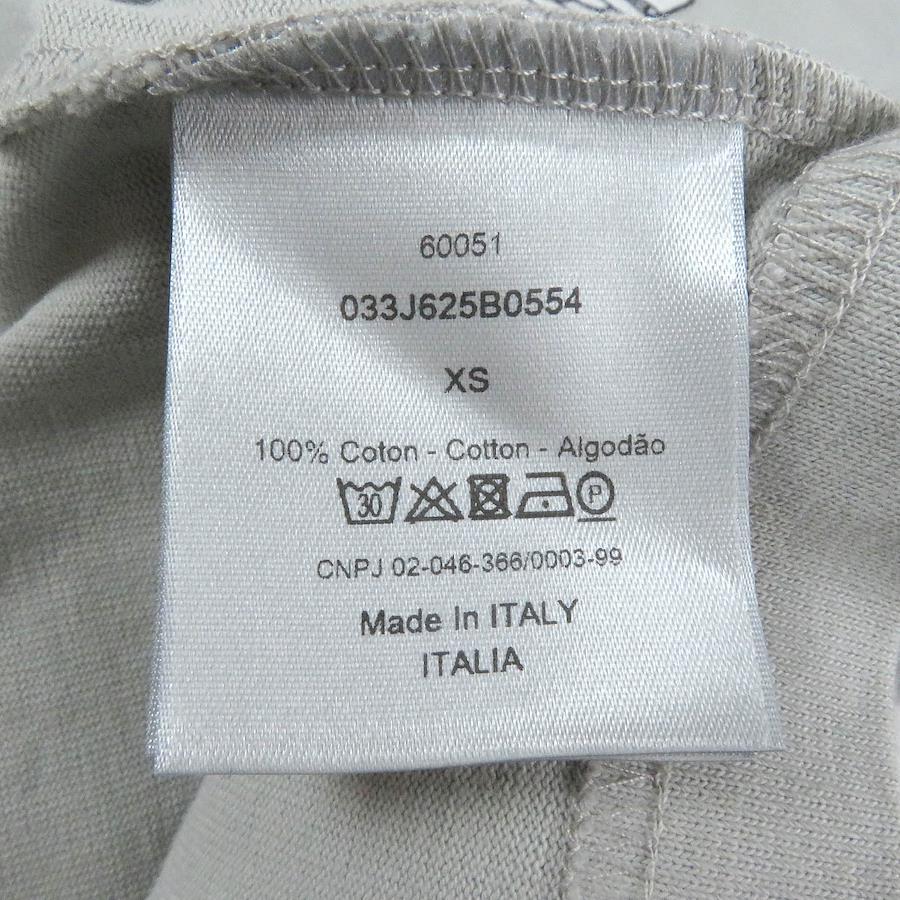 60051
033J625B0554
XS
100% Coton - Cotton - Algodão
30 P
CNPJ 02-046-366/0003-99
Made In ITALY
ITALIA